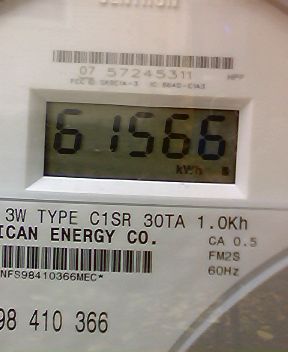 07 57245311 HPF
61566
kWh
3W TYPE C1SR 30TA 1.0Kh
ICAN ENERGY CO.
CA 0.5
FM2S
NFS98410366MEC*
60Hz
98 410 366